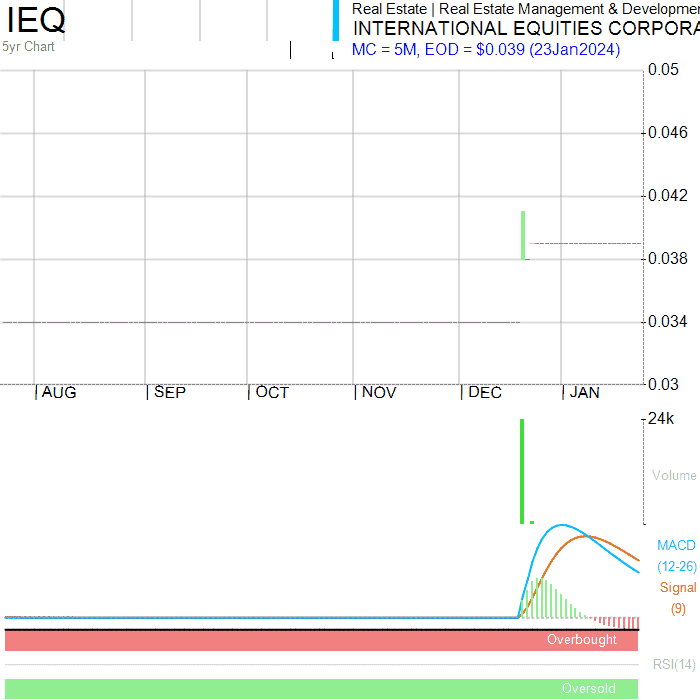 IEQ
Real Estate | Real Estate Management & Developmen
INTERNATIONAL EQUITIES CORPORA
5yr Chart
MC = 5M, EOD = $0.039 (23Jan2024)
0.05
0.046
0.042
0.038
0.034
0.03
AUG SEP OCT NOV DEC JAN
24k
Volume
MACD
(12-26)
Signal
(9)
Overbought
RSI(14)
Oversold